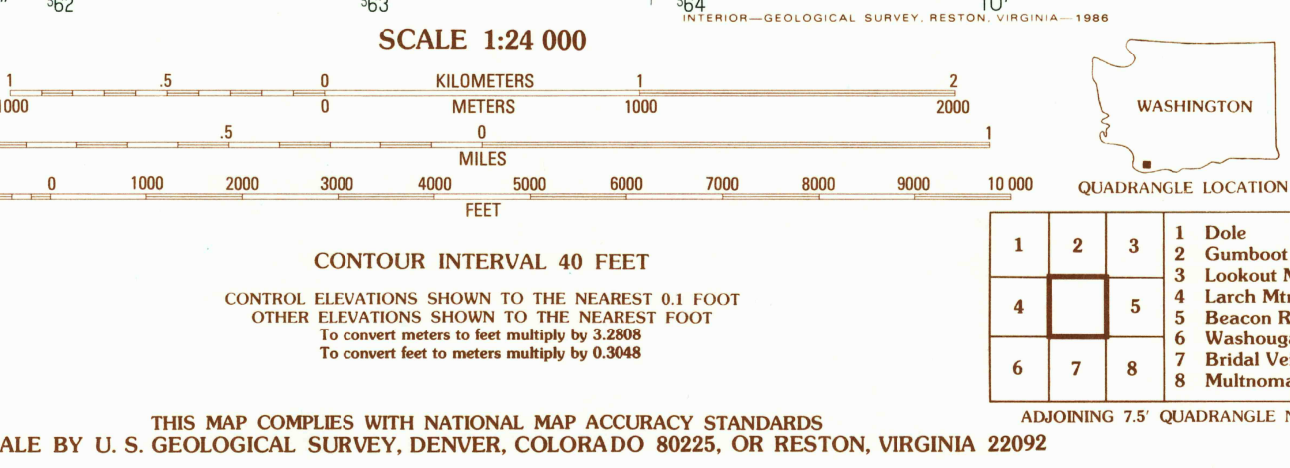 ⁵62 ⁵63 ⁵64 10'
INTERIOR—GEOLOGICAL SURVEY, RESTON, VIRGINIA—1986
SCALE 1:24 000
1 .5 0 KILOMETERS 1 2
1000 0 METERS 1000 2000
.5 0 1
MILES
0 1000 2000 3000 4000 5000 6000 7000 8000 9000 10 000
FEET
CONTOUR INTERVAL 40 FEET
CONTROL ELEVATIONS SHOWN TO THE NEAREST 0.1 FOOT
OTHER ELEVATIONS SHOWN TO THE NEAREST FOOT
To convert meters to feet multiply by 3.2808
To convert feet to meters multiply by 0.3048
THIS MAP COMPLIES WITH NATIONAL MAP ACCURACY STANDARDS
ALE BY U. S. GEOLOGICAL SURVEY, DENVER, COLORADO 80225, OR RESTON, VIRGINIA 22092
WASHINGTON
QUADRANGLE LOCATION
1 2 3
4 5
6 7 8
1 Dole
2 Gumboot
3 Lookout M
4 Larch Mtn
5 Beacon R
6 Washouga
7 Bridal Ve
8 Multnoma
ADJOINING 7.5' QUADRANGLE N